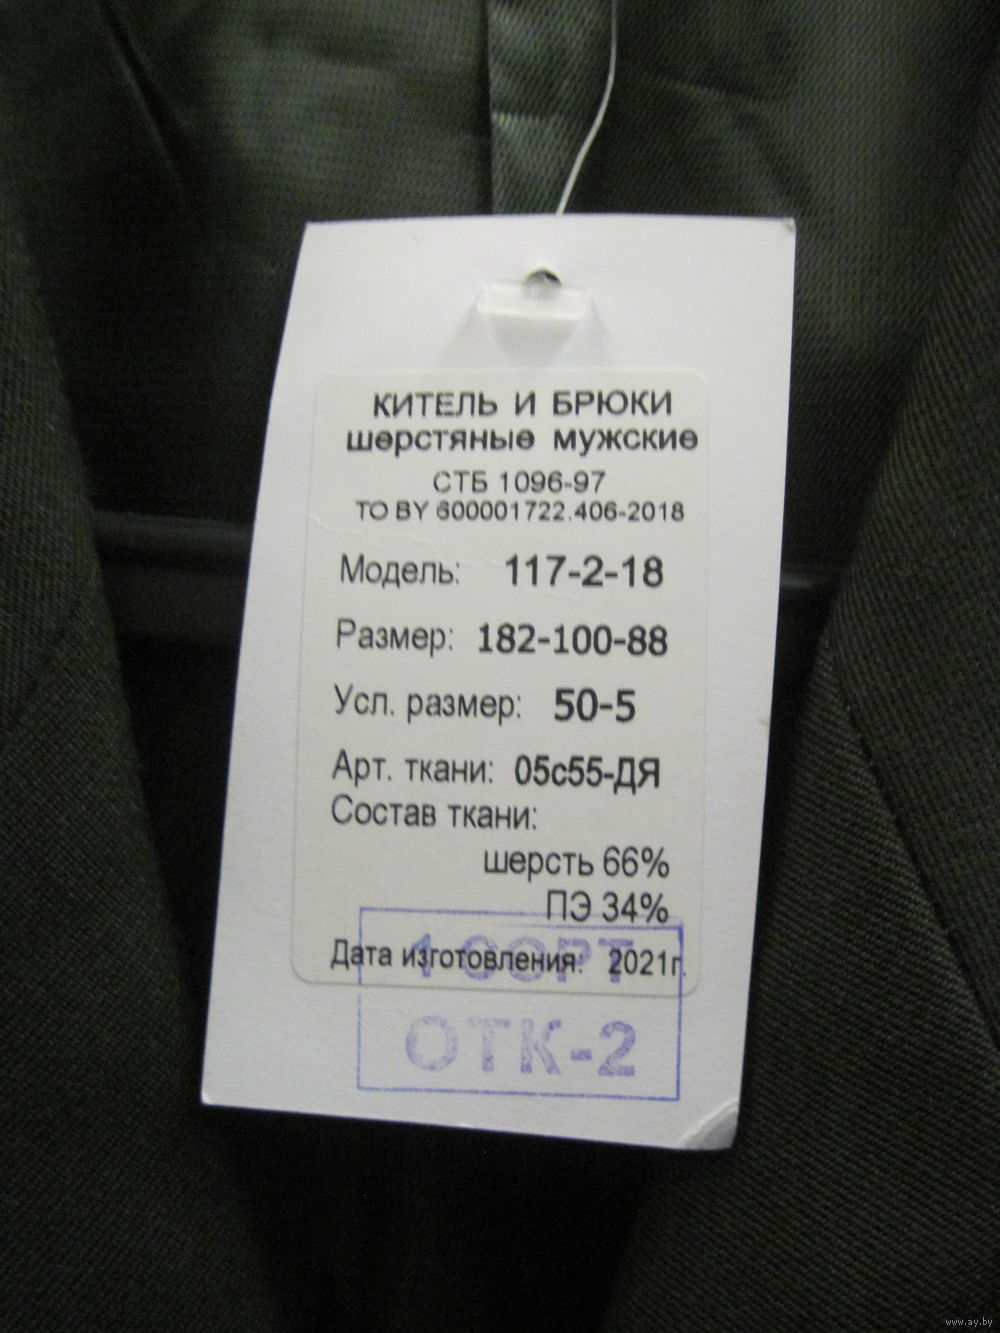 КИТЕЛЬ И БРЮКИ
шерстяные мужские
СТБ 1096-97
ТО BY 600001722.406-2018
Модель: 117-2-18
Размер: 182-100-88
Усл. размер: 50-5
Арт. ткани: 05с55-ДЯ
Состав ткани:
шерсть 66%
ПЭ 34%
Дата изготовления: 2021г.
1 СОРТ
ОТК-2
www.ay.by